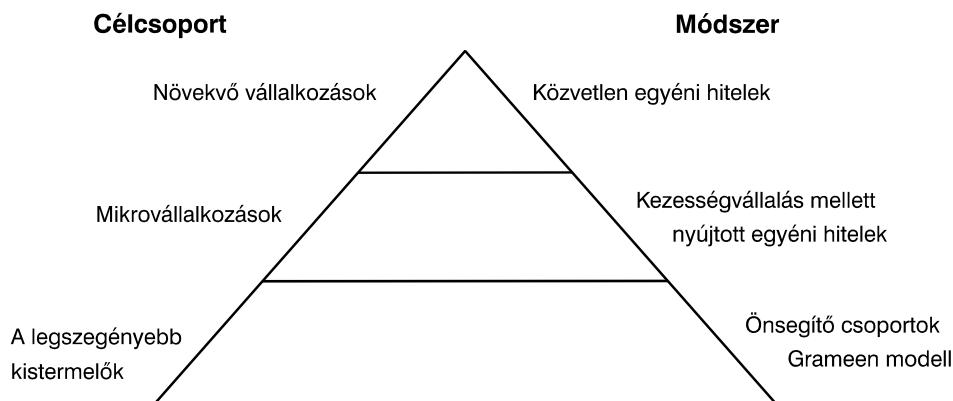 Célcsoport
Módszer
Növekvő vállalkozások
Közvetlen egyéni hitelek
Mikrovállalkozások
Kezességvállalás mellett
nyújtott egyéni hitelek
A legszegényebb
kistermelők
Önsegítő csoportok
Grameen modell